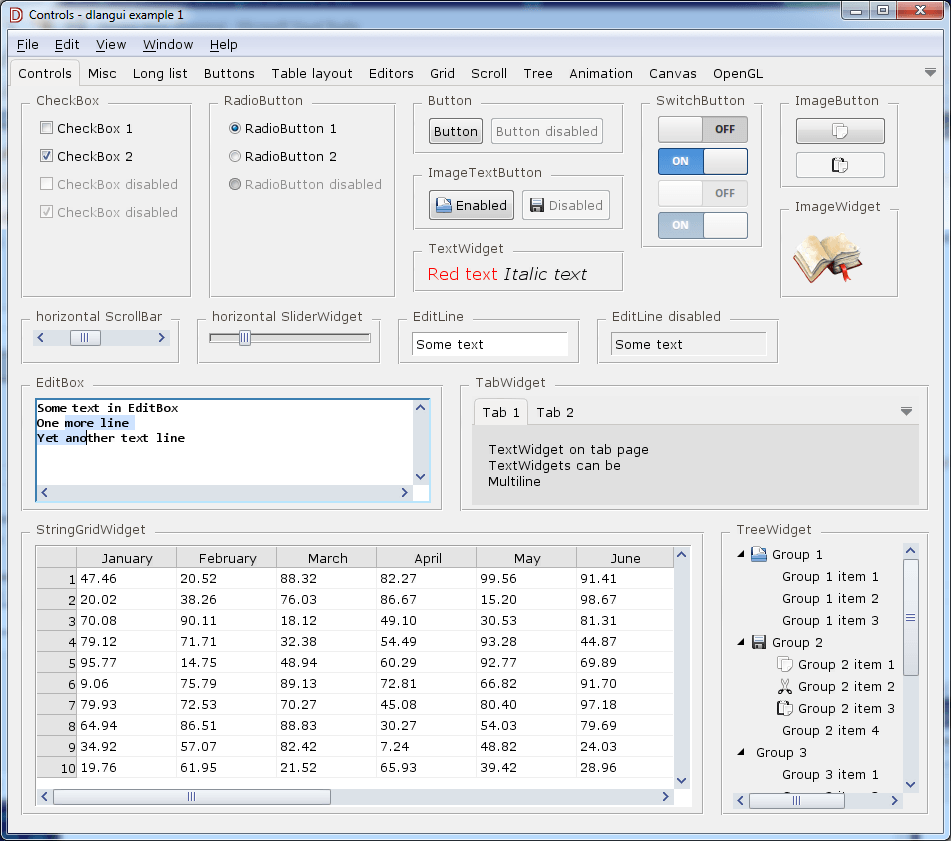 Controls - dlangui example 1
File Edit View Window Help
Controls Misc Long list Buttons Table layout Editors Grid Scroll Tree Animation Canvas OpenGL
CheckBox
CheckBox 1
CheckBox 2
CheckBox disabled
CheckBox disabled
RadioButton
RadioButton 1
RadioButton 2
RadioButton disabled
Button
Button Button disabled
ImageTextButton
Enabled Disabled
TextWidget
Red text Italic text
SwitchButton
OFF
ON
OFF
ON
ImageButton
ImageWidget
horizontal ScrollBar
horizontal SliderWidget
EditLine
Some text
EditLine disabled
Some text
EditBox
Some text in EditBox
One more line
Yet another text line
TabWidget
Tab 1 Tab 2
TextWidget on tab page
TextWidgets can be
Multiline
StringGridWidget
January February March April May June
1 47.46 20.52 88.32 82.27 99.56 91.41
2 20.02 38.26 76.03 86.67 15.20 98.67
3 70.08 90.11 18.12 49.10 30.53 81.31
4 79.12 71.71 32.38 54.49 93.28 44.87
5 95.77 14.75 48.94 60.29 92.77 69.89
6 9.06 75.79 89.13 72.81 66.82 91.70
7 79.93 72.53 70.27 45.08 80.40 97.18
8 64.94 86.51 88.83 30.27 54.03 79.69
9 34.92 57.07 82.42 7.24 48.82 24.03
10 19.76 61.95 21.52 65.93 39.42 28.96
TreeWidget
Group 1
Group 1 item 1
Group 1 item 2
Group 1 item 3
Group 2
Group 2 item 1
Group 2 item 2
Group 2 item 3
Group 2 item 4
Group 3
Group 3 item 1